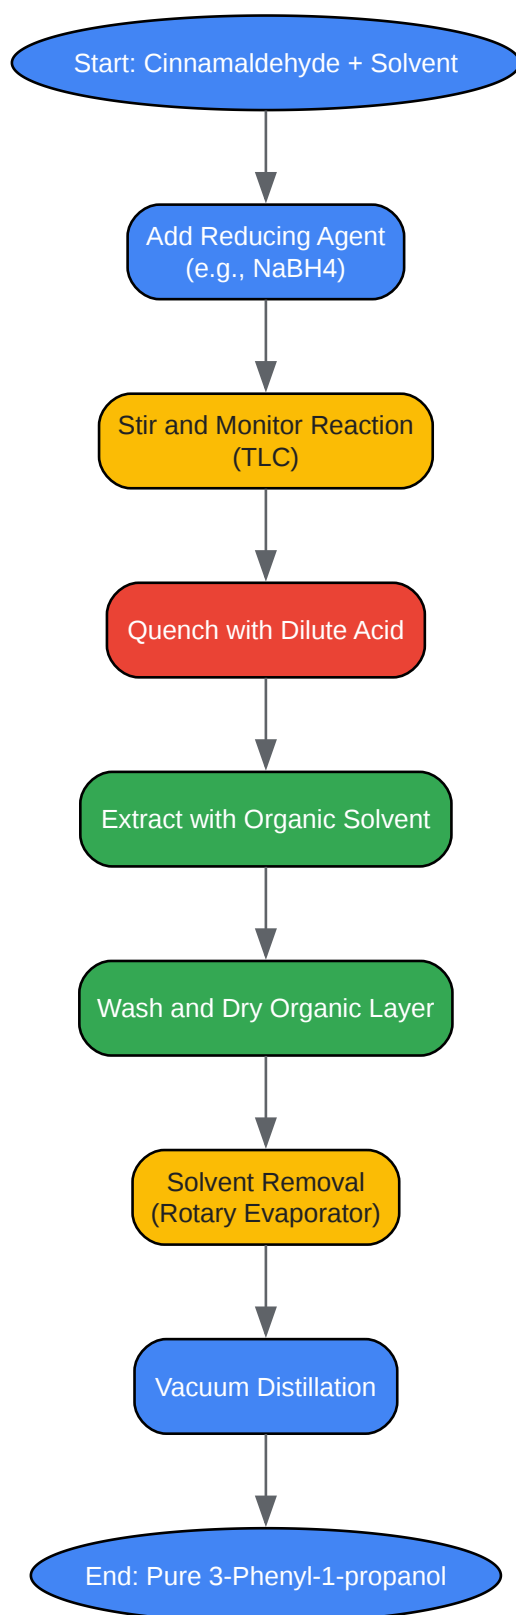 Start: Cinnamaldehyde + Solvent
Add Reducing Agent
(e.g., NaBH4)
Stir and Monitor Reaction
(TLC)
Quench with Dilute Acid
Extract with Organic Solvent
Wash and Dry Organic Layer
Solvent Removal
(Rotary Evaporator)
Vacuum Distillation
End: Pure 3-Phenyl-1-propanol